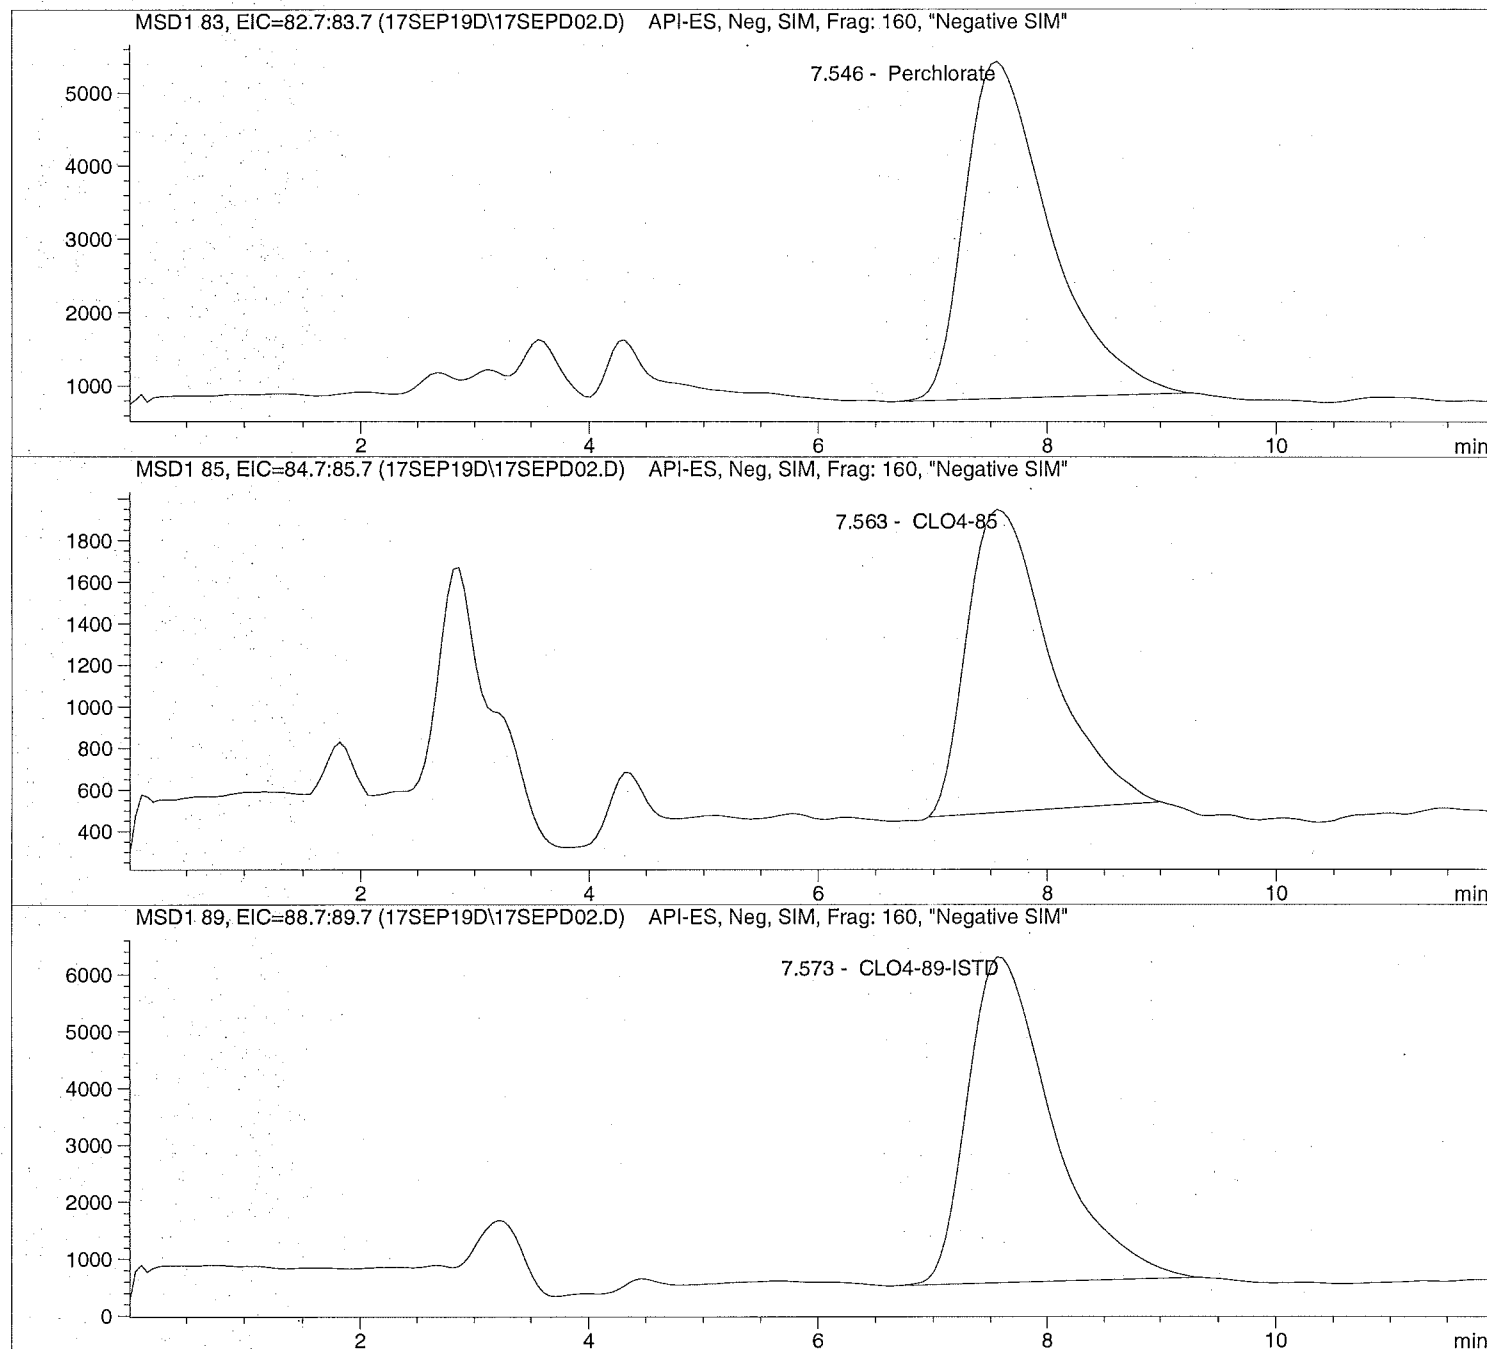 MSD1 83, EIC=82.7:83.7 (17SEP19D\17SEPD02.D) API-ES, Neg, SIM, Frag: 160, "Negative SIM"
7.546 - Perchlorate
5000
4000
3000
2000
1000
2 4 6 8 10 min
MSD1 85, EIC=84.7:85.7 (17SEP19D\17SEPD02.D) API-ES, Neg, SIM, Frag: 160, "Negative SIM"
7.563 - CLO4-85
1800
1600
1400
1200
1000
800
600
400
2 4 6 8 10 min
MSD1 89, EIC=88.7:89.7 (17SEP19D\17SEPD02.D) API-ES, Neg, SIM, Frag: 160, "Negative SIM"
7.573 - CLO4-89-ISTD
6000
5000
4000
3000
2000
1000
0
2 4 6 8 10 min